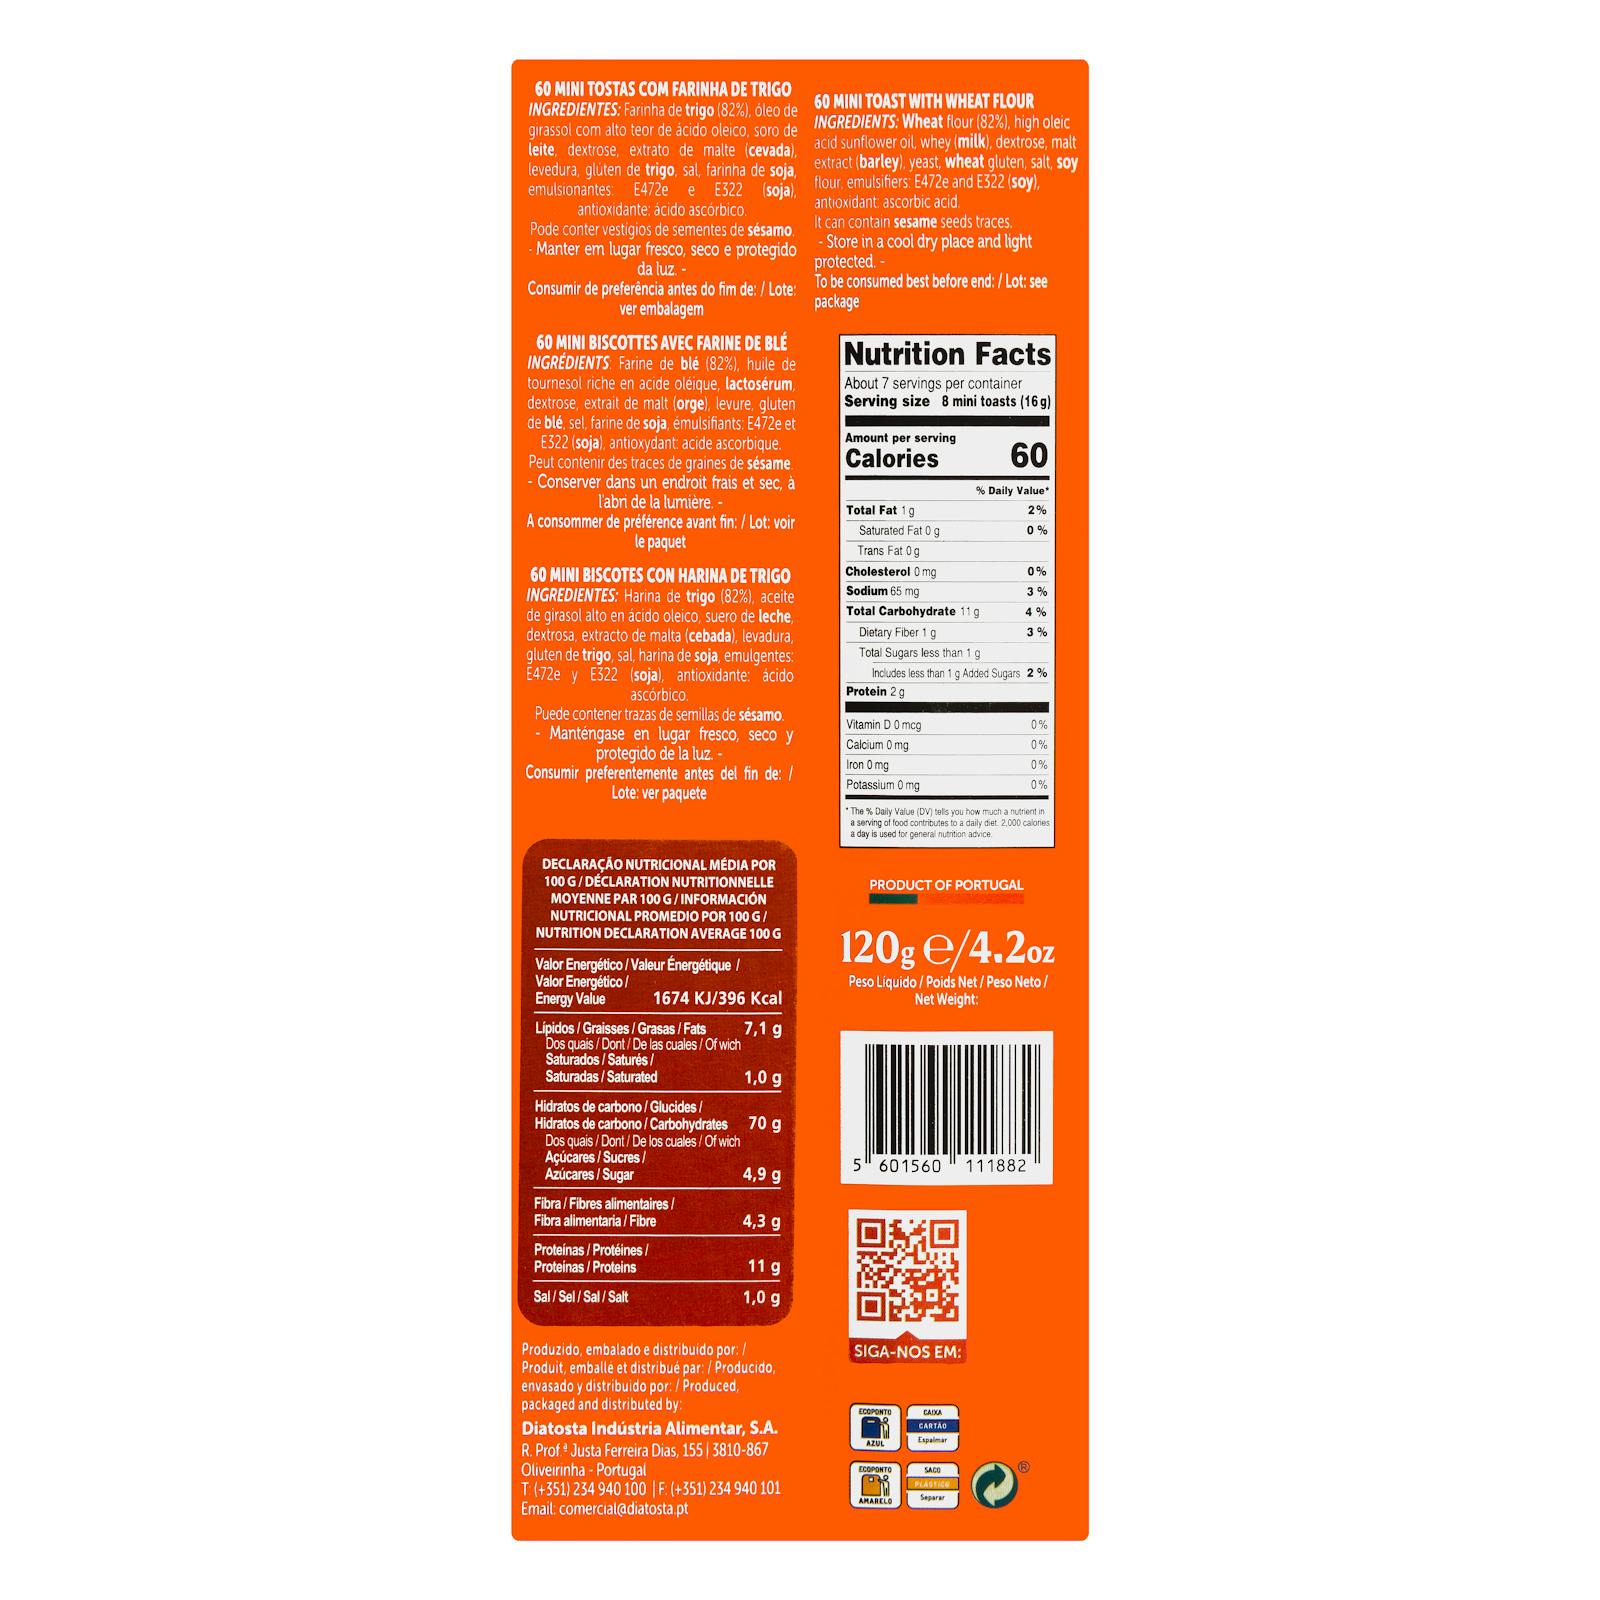 60 MINI TOSTAS COM FARINHA DE TRIGO
INGREDIENTES: Farinha de trigo (82%), óleo de
girassol com alto teor de ácido oleico, soro de
leite, dextrose, extrato de malte (cevada),
levedura, glúten de trigo, sal, farinha de soja,
emulsionantes: E472e e E322 (soja),
antioxidante: ácido ascórbico.
Pode conter vestígios de sementes de sésamo.
- Manter em lugar fresco, seco e protegido
da luz. -
Consumir de preferência antes do fim de: / Lote:
ver embalagem
60 MINI BISCOTTES AVEC FARINE DE BLÉ
INGRÉDIENTS: Farine de blé (82%), huile de
tournesol riche en acide oléique, lactosérum,
dextrose, extrait de malt (orge), levure, gluten
de blé, sel, farine de soja, émulsifiants: E472e et
E322 (soja), antioxydant: acide ascorbique.
Peut contenir des traces de graines de sésame.
- Conserver dans un endroit frais et sec, à
l'abri de la lumière. -
A consommer de préférence avant fin: / Lot: voir
le paquet
60 MINI BISCOTES CON HARINA DE TRIGO
INGREDIENTES: Harina de trigo (82%), aceite
de girasol alto en ácido oleico, suero de leche,
dextrosa, extracto de malta (cebada), levadura,
gluten de trigo, sal, harina de soja, emulgentes:
E472e y E322 (soja), antioxidante: ácido
ascórbico.
Puede contener trazas de semillas de sésamo.
- Manténgase en lugar fresco, seco y
protegido de la luz. -
Consumir preferentemente antes del fin de: /
Lote: ver paquete
DECLARAÇÃO NUTRICIONAL MÉDIA POR
100 G / DÉCLARATION NUTRITIONNELLE
MOYENNE PAR 100 G / INFORMACIÓN
NUTRICIONAL PROMEDIO POR 100 G /
NUTRITION DECLARATION AVERAGE 100 G
Valor Energético / Valeur Énergétique /
Valor Energético /
Energy Value 1674 KJ/396 Kcal
Lípidos / Graisses / Grasas / Fats 7,1 g
Dos quais / Dont / De las cuales / Of wich
Saturados / Saturés /
Saturadas / Saturated 1,0 g
Hidratos de carbono / Glucides /
Hidratos de carbono / Carbohydrates 70 g
Dos quais / Dont / De los cuales / Of wich
Açúcares / Sucres /
Azúcares / Sugar 4,9 g
Fibra / Fibres alimentaires /
Fibra alimentaria / Fibre 4,3 g
Proteínas / Protéines /
Proteínas / Proteins 11 g
Sal / Sel / Sal / Salt 1,0 g
Produzido, embalado e distribuído por: /
Produit, emballé et distribué par: / Producido,
envasado y distribuido por: / Produced,
packaged and distributed by:
Diatosta Indústria Alimentar, S.A.
R. Prof.ª Justa Ferreira Dias, 155 | 3810-867
Oliveirinha - Portugal
T: (+351) 234 940 100 | F: (+351) 234 940 101
Email: comercial@diatosta.pt
60 MINI TOAST WITH WHEAT FLOUR
INGREDIENTS: Wheat flour (82%), high oleic
acid sunflower oil, whey (milk), dextrose, malt
extract (barley), yeast, wheat gluten, salt, soy
flour, emulsifiers: E472e and E322 (soy),
antioxidant: ascorbic acid.
It can contain sesame seeds traces.
- Store in a cool dry place and light
protected. -
To be consumed best before end: / Lot: see
package
Nutrition Facts
About 7 servings per container
Serving size 8 mini toasts (16 g)
Amount per serving
Calories 60
% Daily Value*
Total Fat 1 g 2%
Saturated Fat 0 g 0 %
Trans Fat 0 g
Cholesterol 0 mg 0%
Sodium 65 mg 3 %
Total Carbohydrate 11 g 4 %
Dietary Fiber 1 g 3 %
Total Sugars less than 1 g
Includes less than 1 g Added Sugars 2 %
Protein 2 g
Vitamin D 0 mcg 0%
Calcium 0 mg 0%
Iron 0 mg 0%
Potassium 0 mg 0%
* The % Daily Value (DV) tells you how much a nutrient in
a serving of food contributes to a daily diet. 2,000 calories
a day is used for general nutrition advice.
PRODUCT OF PORTUGAL
120g e/4.2oz
Peso Líquido / Poids Net / Peso Neto /
Net Weight:
5 601560 111882
SIGA-NOS EM:
ECOPONTO
AZUL
CAIXA
CARTÃO
Espalmar
ECOPONTO
AMARELO
SACO
PLÁSTICO
Separar
®